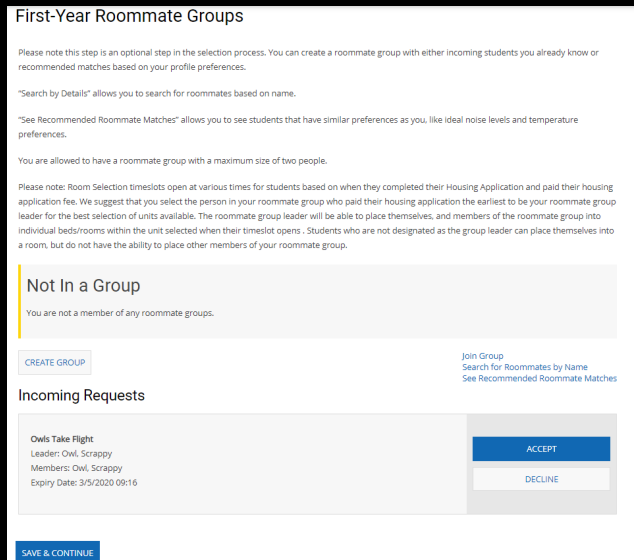 First-Year Roommate Groups
Please note this step is an optional step in the selection process. You can create a roommate group with either incoming students you already know or
recommended matches based on your profile preferences.
“Search by Details” allows you to search for roommates based on name.
“See Recommended Roommate Matches” allows you to see students that have similar preferences as you, like ideal noise levels and temperature
preferences.
You are allowed to have a roommate group with a maximum size of two people.
Please note: Room Selection timeslots open at various times for students based on when they completed their Housing Application and paid their housing
application fee. We suggest that you select the person in your roommate group who paid their housing application the earliest to be your roommate group
leader for the best selection of units available. The roommate group leader will be able to place themselves, and members of the roommate group into
individual beds/rooms within the unit selected when their timeslot opens . Students who are not designated as the group leader can place themselves into
a room, but do not have the ability to place other members of your roommate group.
Not In a Group
You are not a member of any roommate groups.
CREATE GROUP
Join Group
Search for Roommates by Name
See Recommended Roommate Matches
Incoming Requests
Owls Take Flight
Leader: Owl, Scrappy
Members: Owl, Scrappy
Expiry Date: 3/5/2020 09:16
ACCEPT
DECLINE
SAVE & CONTINUE